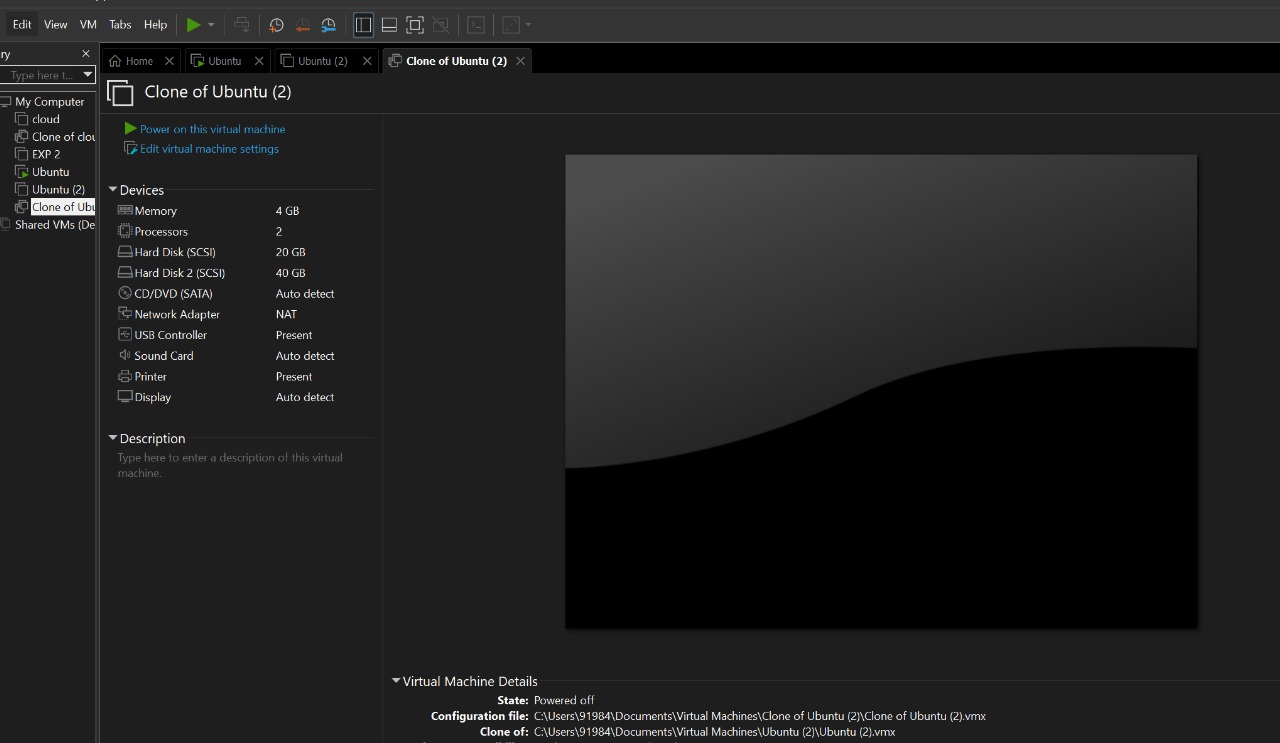 Edit View VM Tabs Help
ry
Type here t...
My Computer
cloud
Clone of clou
EXP 2
Ubuntu
Ubuntu (2)
Clone of Ubu
Shared VMs (De
Home Ubuntu Ubuntu (2) Clone of Ubuntu (2)
Clone of Ubuntu (2)
Power on this virtual machine
Edit virtual machine settings
Devices
Memory 4 GB
Processors 2
Hard Disk (SCSI) 20 GB
Hard Disk 2 (SCSI) 40 GB
CD/DVD (SATA) Auto detect
Network Adapter NAT
USB Controller Present
Sound Card Auto detect
Printer Present
Display Auto detect
Description
Type here to enter a description of this virtual
machine.
Virtual Machine Details
State: Powered off
Configuration file: C:\Users\91984\Documents\Virtual Machines\Clone of Ubuntu (2)\Clone of Ubuntu (2).vmx
Clone of: C:\Users\91984\Documents\Virtual Machines\Ubuntu (2)\Ubuntu (2).vmx